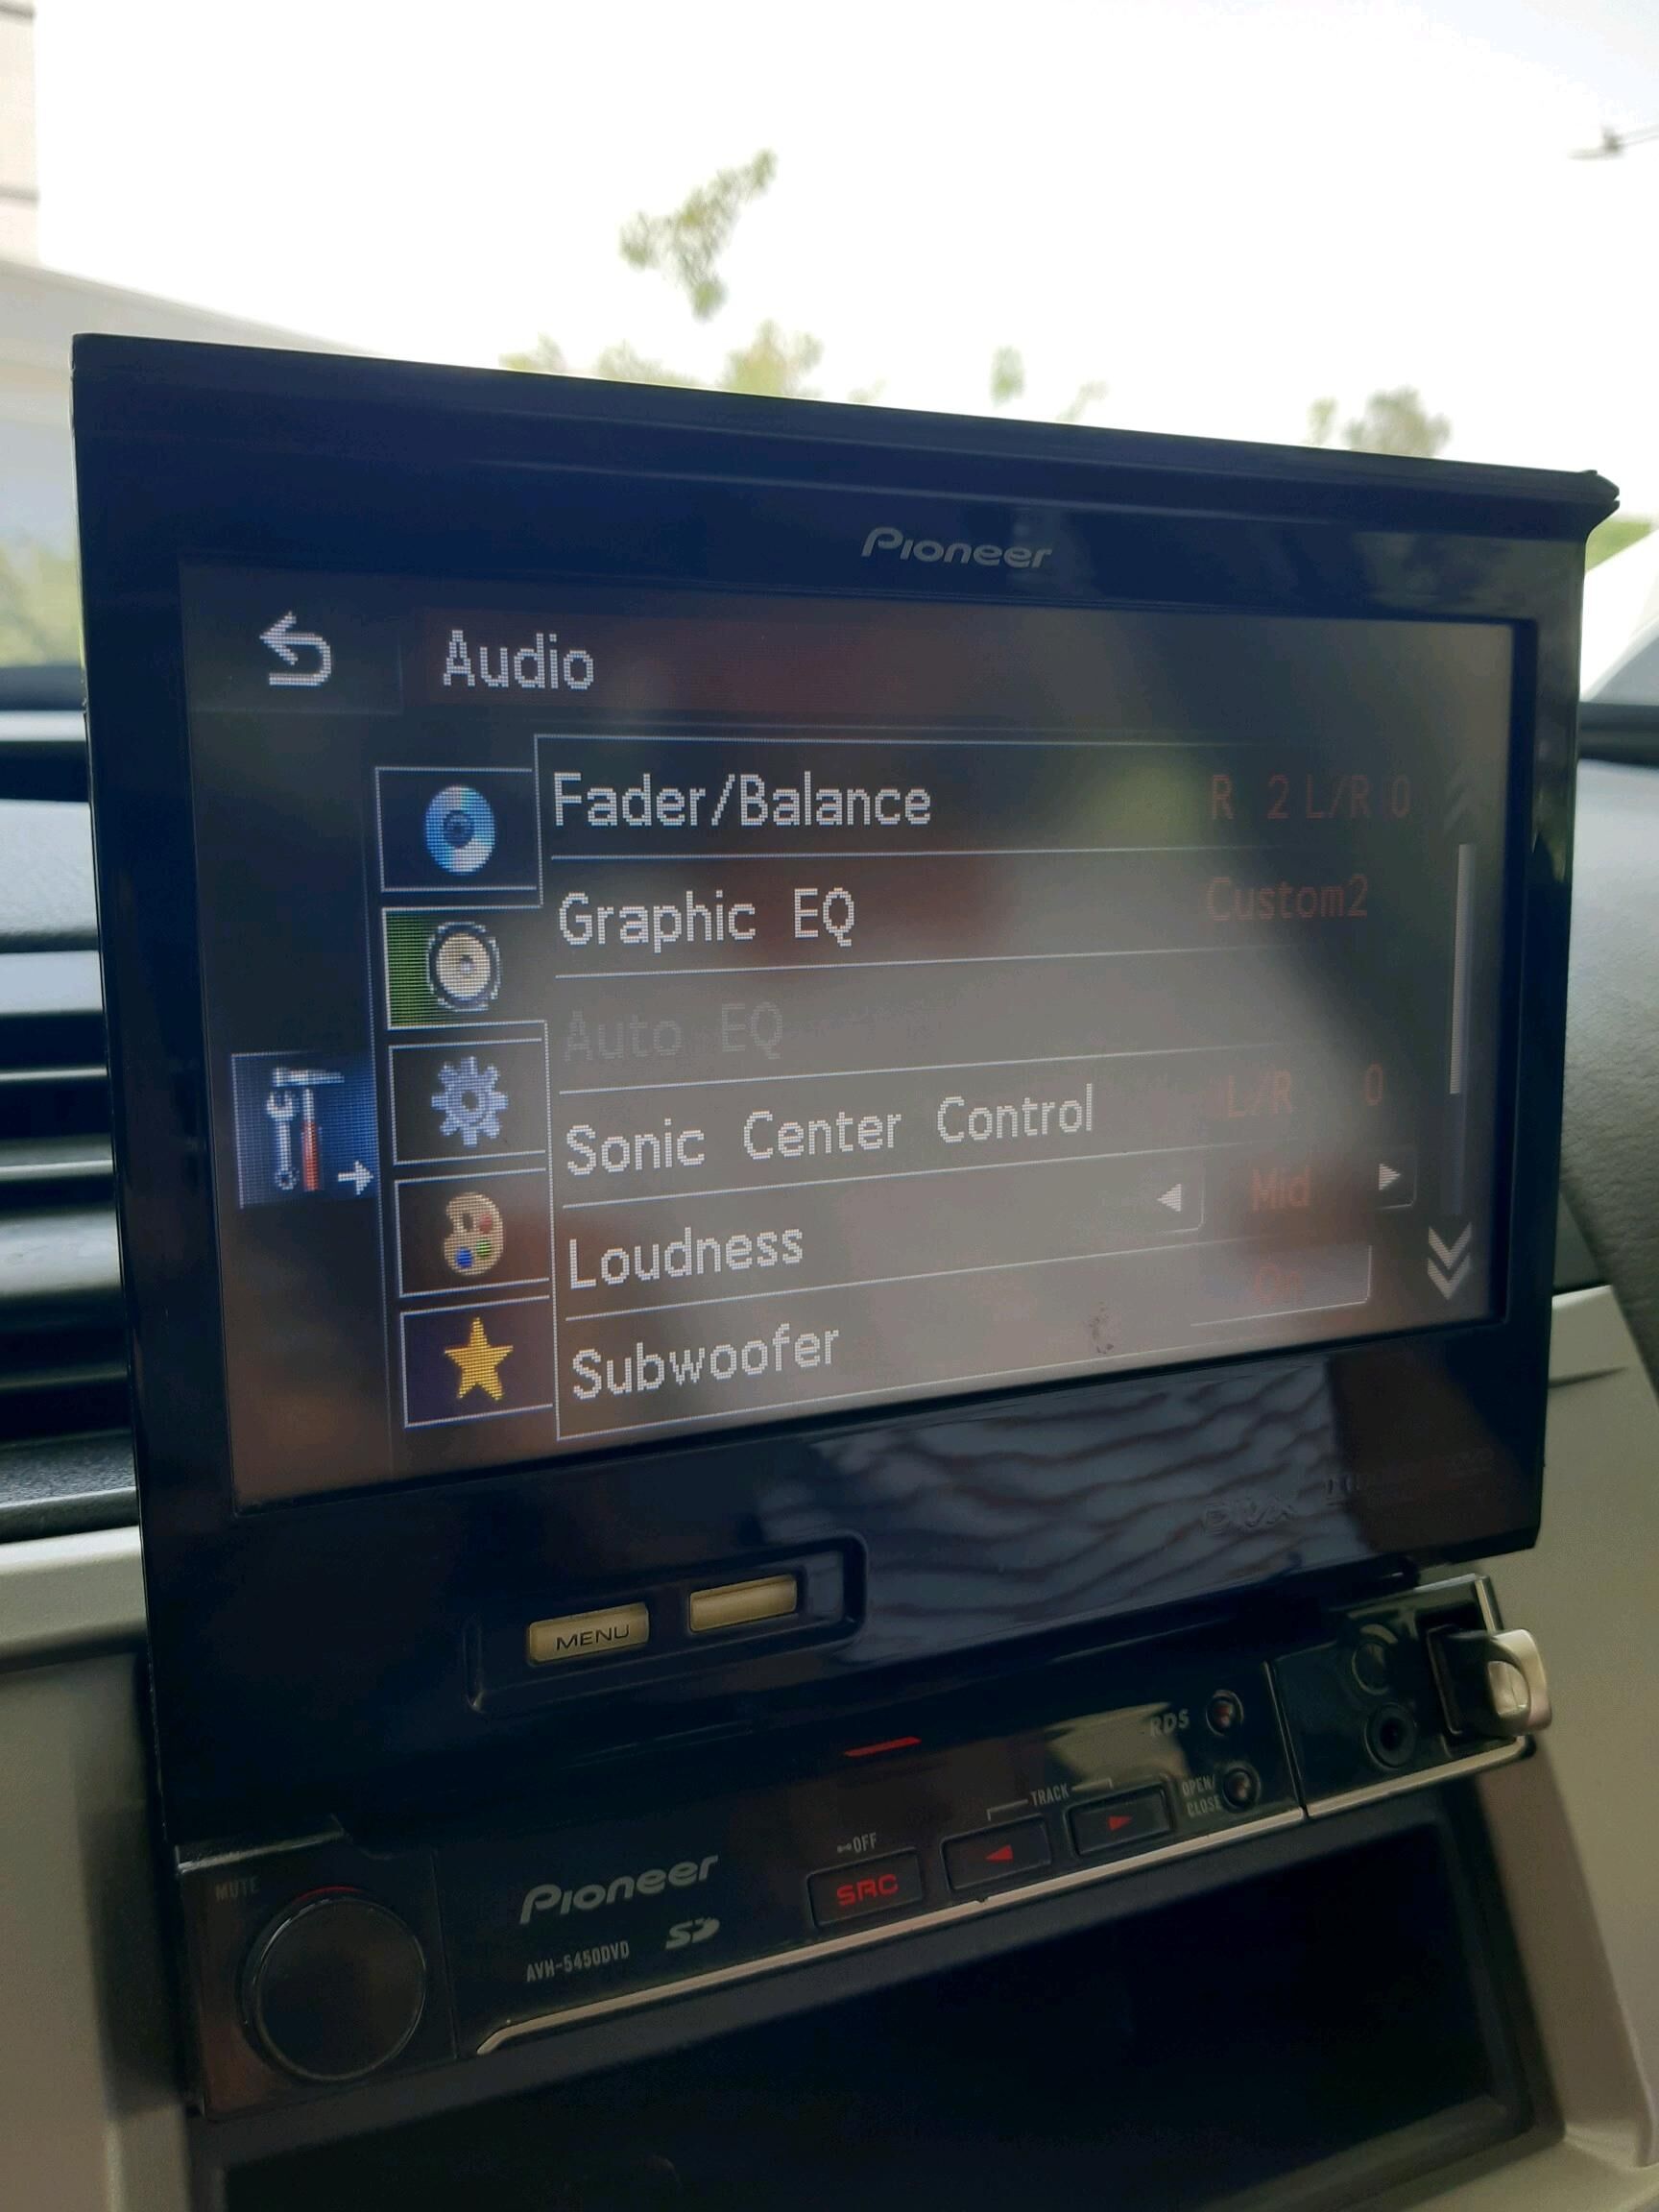 Pioneer
Audio
Fader/Balance R 2 L/R 0
Graphic EQ Custom2
Auto EQ
Sonic Center Control L/R 0
Loudness Mid
Subwoofer On
MENU
RDS
TRACK
OPEN/
CLOSE
OFF
SRC
MUTE
Pioneer
AVH-5450DVD
SD